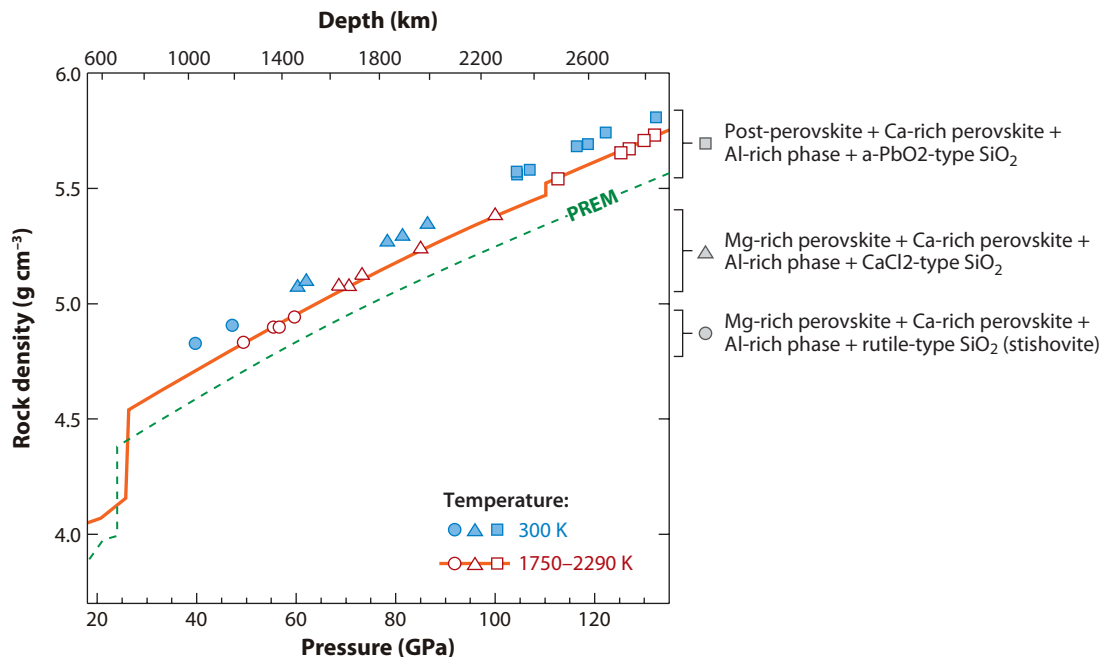 Depth (km)
600 1000 1400 1800 2200 2600
6.0
5.5
5.0
4.5
4.0
Rock density (g cm⁻³)
PREM
Temperature:
300 K
1750–2290 K
20 40 60 80 100 120
Pressure (GPa)
Post-perovskite + Ca-rich perovskite +
Al-rich phase + a-PbO2-type SiO₂
Mg-rich perovskite + Ca-rich perovskite +
Al-rich phase + CaCl2-type SiO₂
Mg-rich perovskite + Ca-rich perovskite +
Al-rich phase + rutile-type SiO₂ (stishovite)